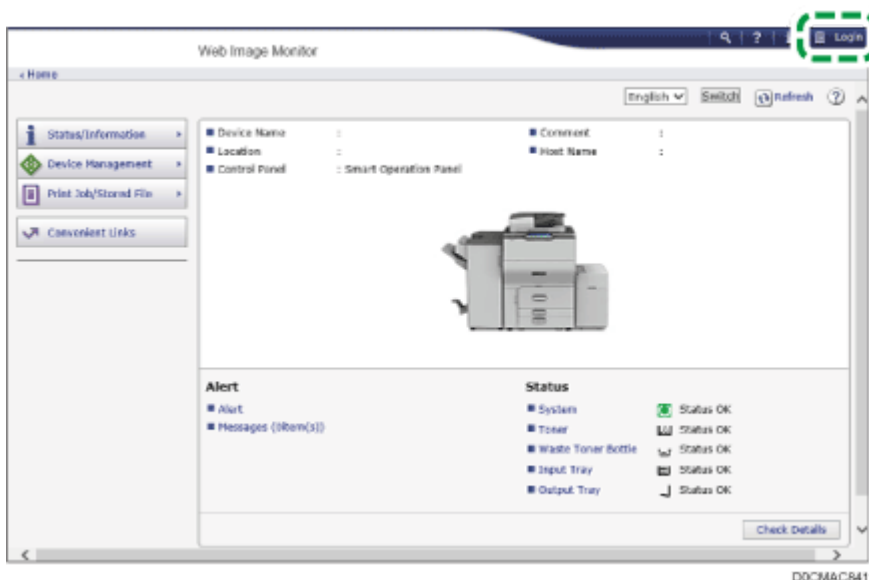 Login
Web Image Monitor
Home
English Switch Refresh
Status/Information
Device Management
Print Job/Stored File
Convenient Links
Device Name : Comment :
Location : Host Name :
Control Panel : Smart Operation Panel
Alert Status
Alert System Status OK
Messages (0item(s)) Toner Status OK
Waste Toner Bottle Status OK
Input Tray Status OK
Output Tray Status OK
Check Details
D0CMAC841